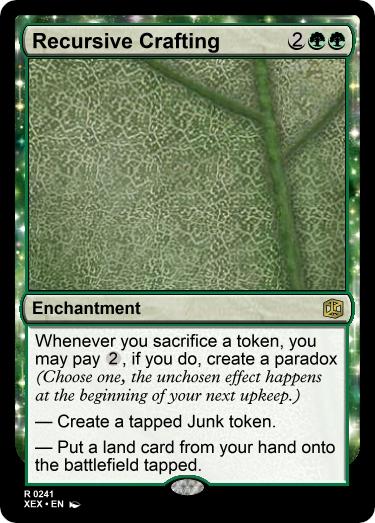 Recursive Crafting 2
Enchantment
Whenever you sacrifice a token, you
may pay 2, if you do, create a paradox
(Choose one, the unchosen effect happens
at the beginning of your next upkeep.)
— Create a tapped Junk token.
— Put a land card from your hand onto
the battlefield tapped.
R 0241
XEX • EN